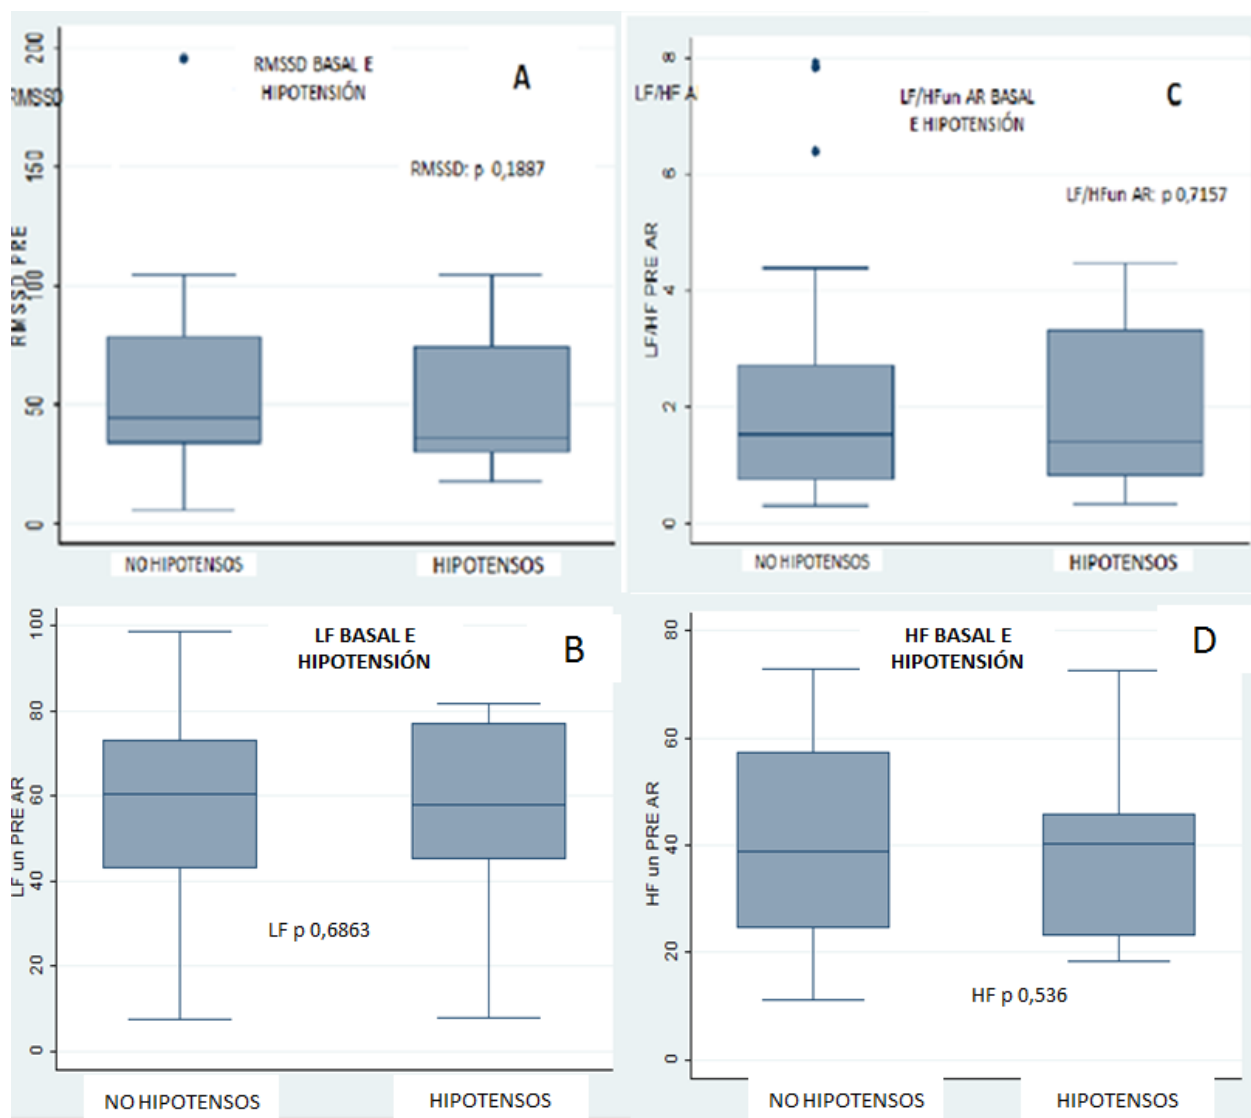 RMSSD BASAL E
HIPOTENSIÓN
A
RMSSD
RMSSD: p 0,1887
RMSSD PRE
200
150
100
50
0
NO HIPOTENSOS
HIPOTENSOS
LF/HFun AR BASAL
E HIPOTENSIÓN
C
LF/HF A
LF/HFun AR: p 0,7157
LF/HF PRE AR
8
6
4
2
0
NO HIPOTENSOS
HIPOTENSOS
LF BASAL E
HIPOTENSIÓN
B
LF un PRE AR
100
80
60
40
20
0
LF p 0,6863
NO HIPOTENSOS
HIPOTENSOS
HF BASAL E
HIPOTENSIÓN
D
HF un PRE AR
80
60
40
20
0
HF p 0,536
NO HIPOTENSOS
HIPOTENSOS